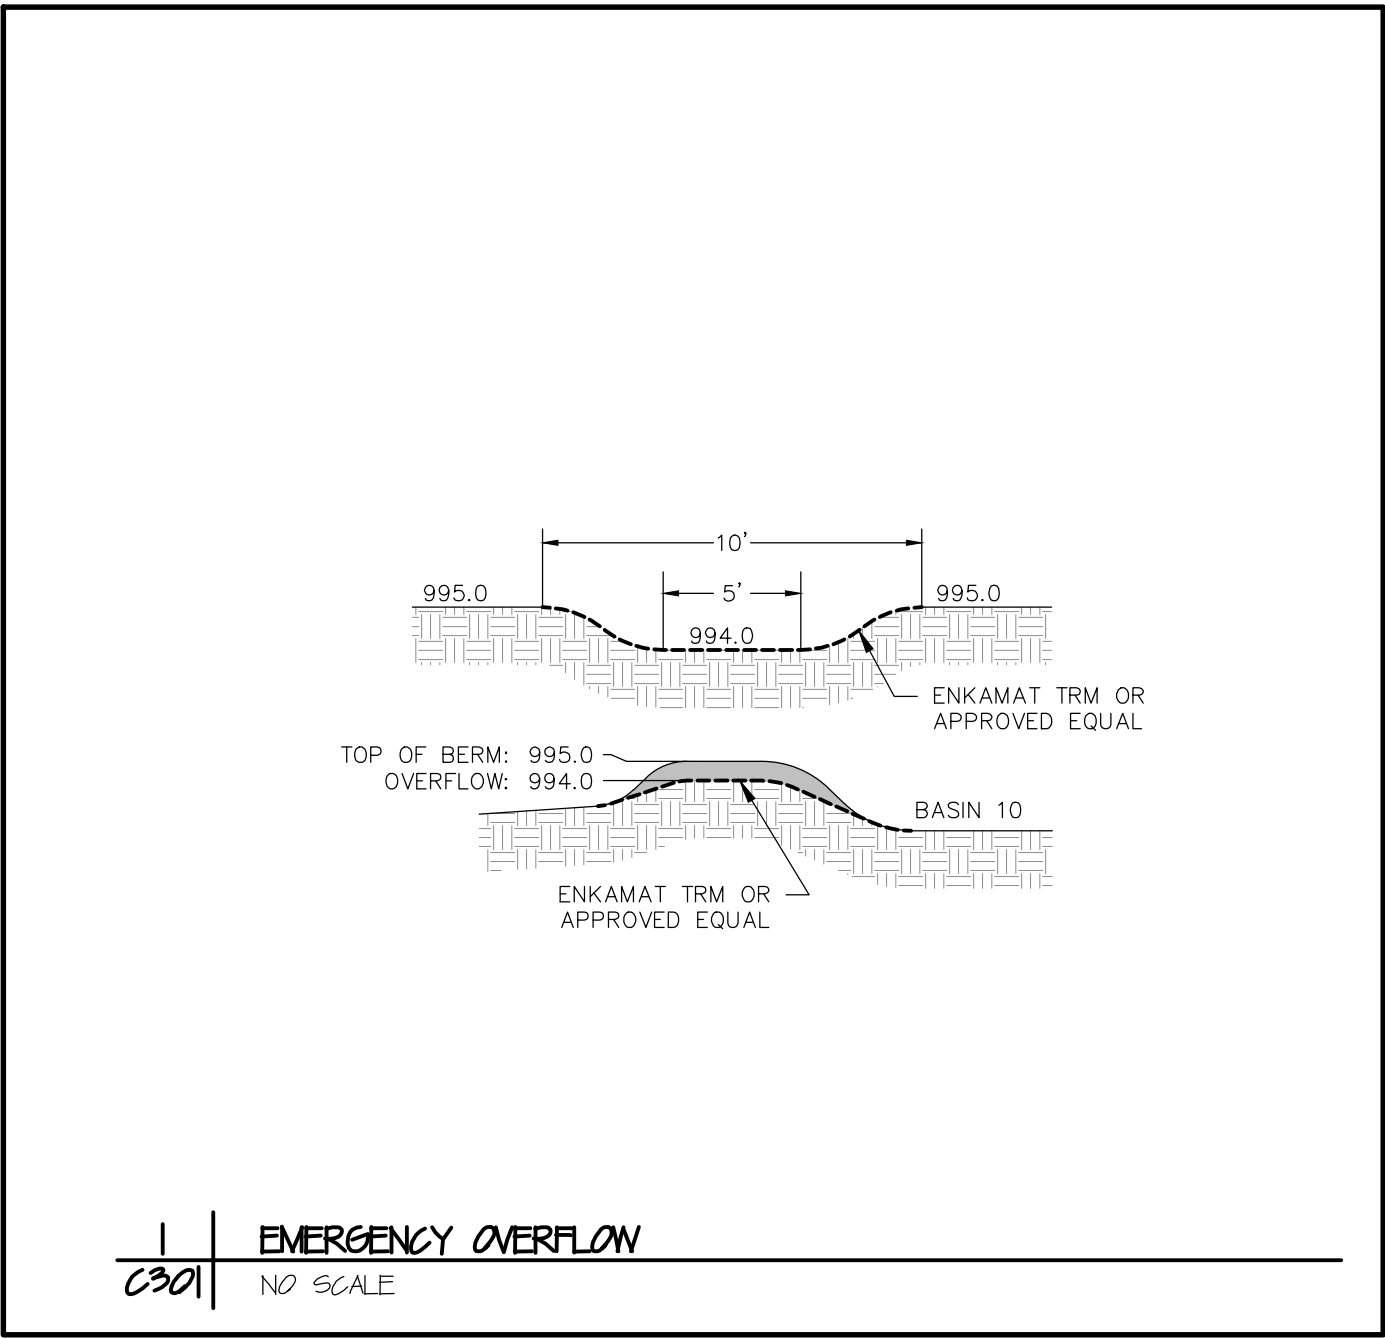 10'
5'
995.0
995.0
994.0
ENKAMAT TRM OR
APPROVED EQUAL
TOP OF BERM: 995.0
OVERFLOW: 994.0
BASIN 10
ENKAMAT TRM OR
APPROVED EQUAL
1
EMERGENCY OVERFLOW
C301
NO SCALE